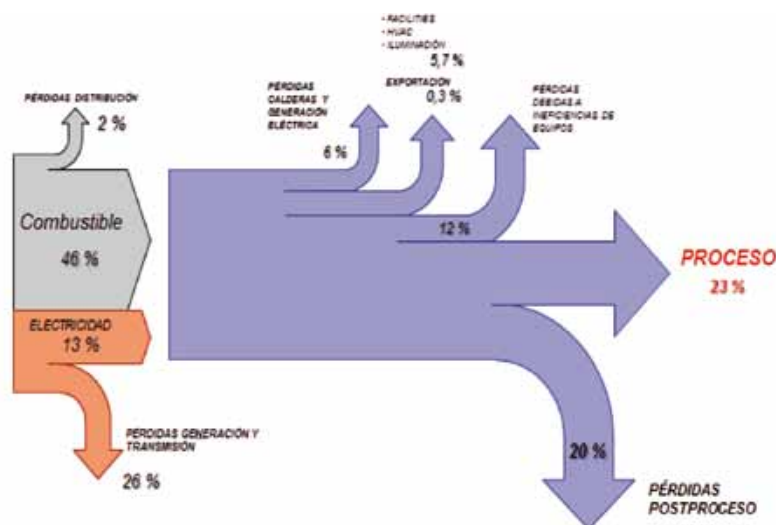 - FACILITIES
- HVAC
- ILUMINACIÓN
5,7 %
EXPORTACIÓN
0,3 %
PÉRDIDAS
CALDERAS Y
GENERACIÓN
ELÉCTRICA
6 %
PÉRDICAS
DEBIDAS A
INEFICIENCIAS DE
EQUIPOS
12 %
PÉRDIDAS DISTRIBUCIÓN
2 %
Combustible
46 %
ELECTRICIDAD
13 %
PÉRDIDAS GENERACIÓN Y
TRANSMISIÓN
26 %
PROCESO
23 %
20 %
PÉRDIDAS
POSTPROCESO